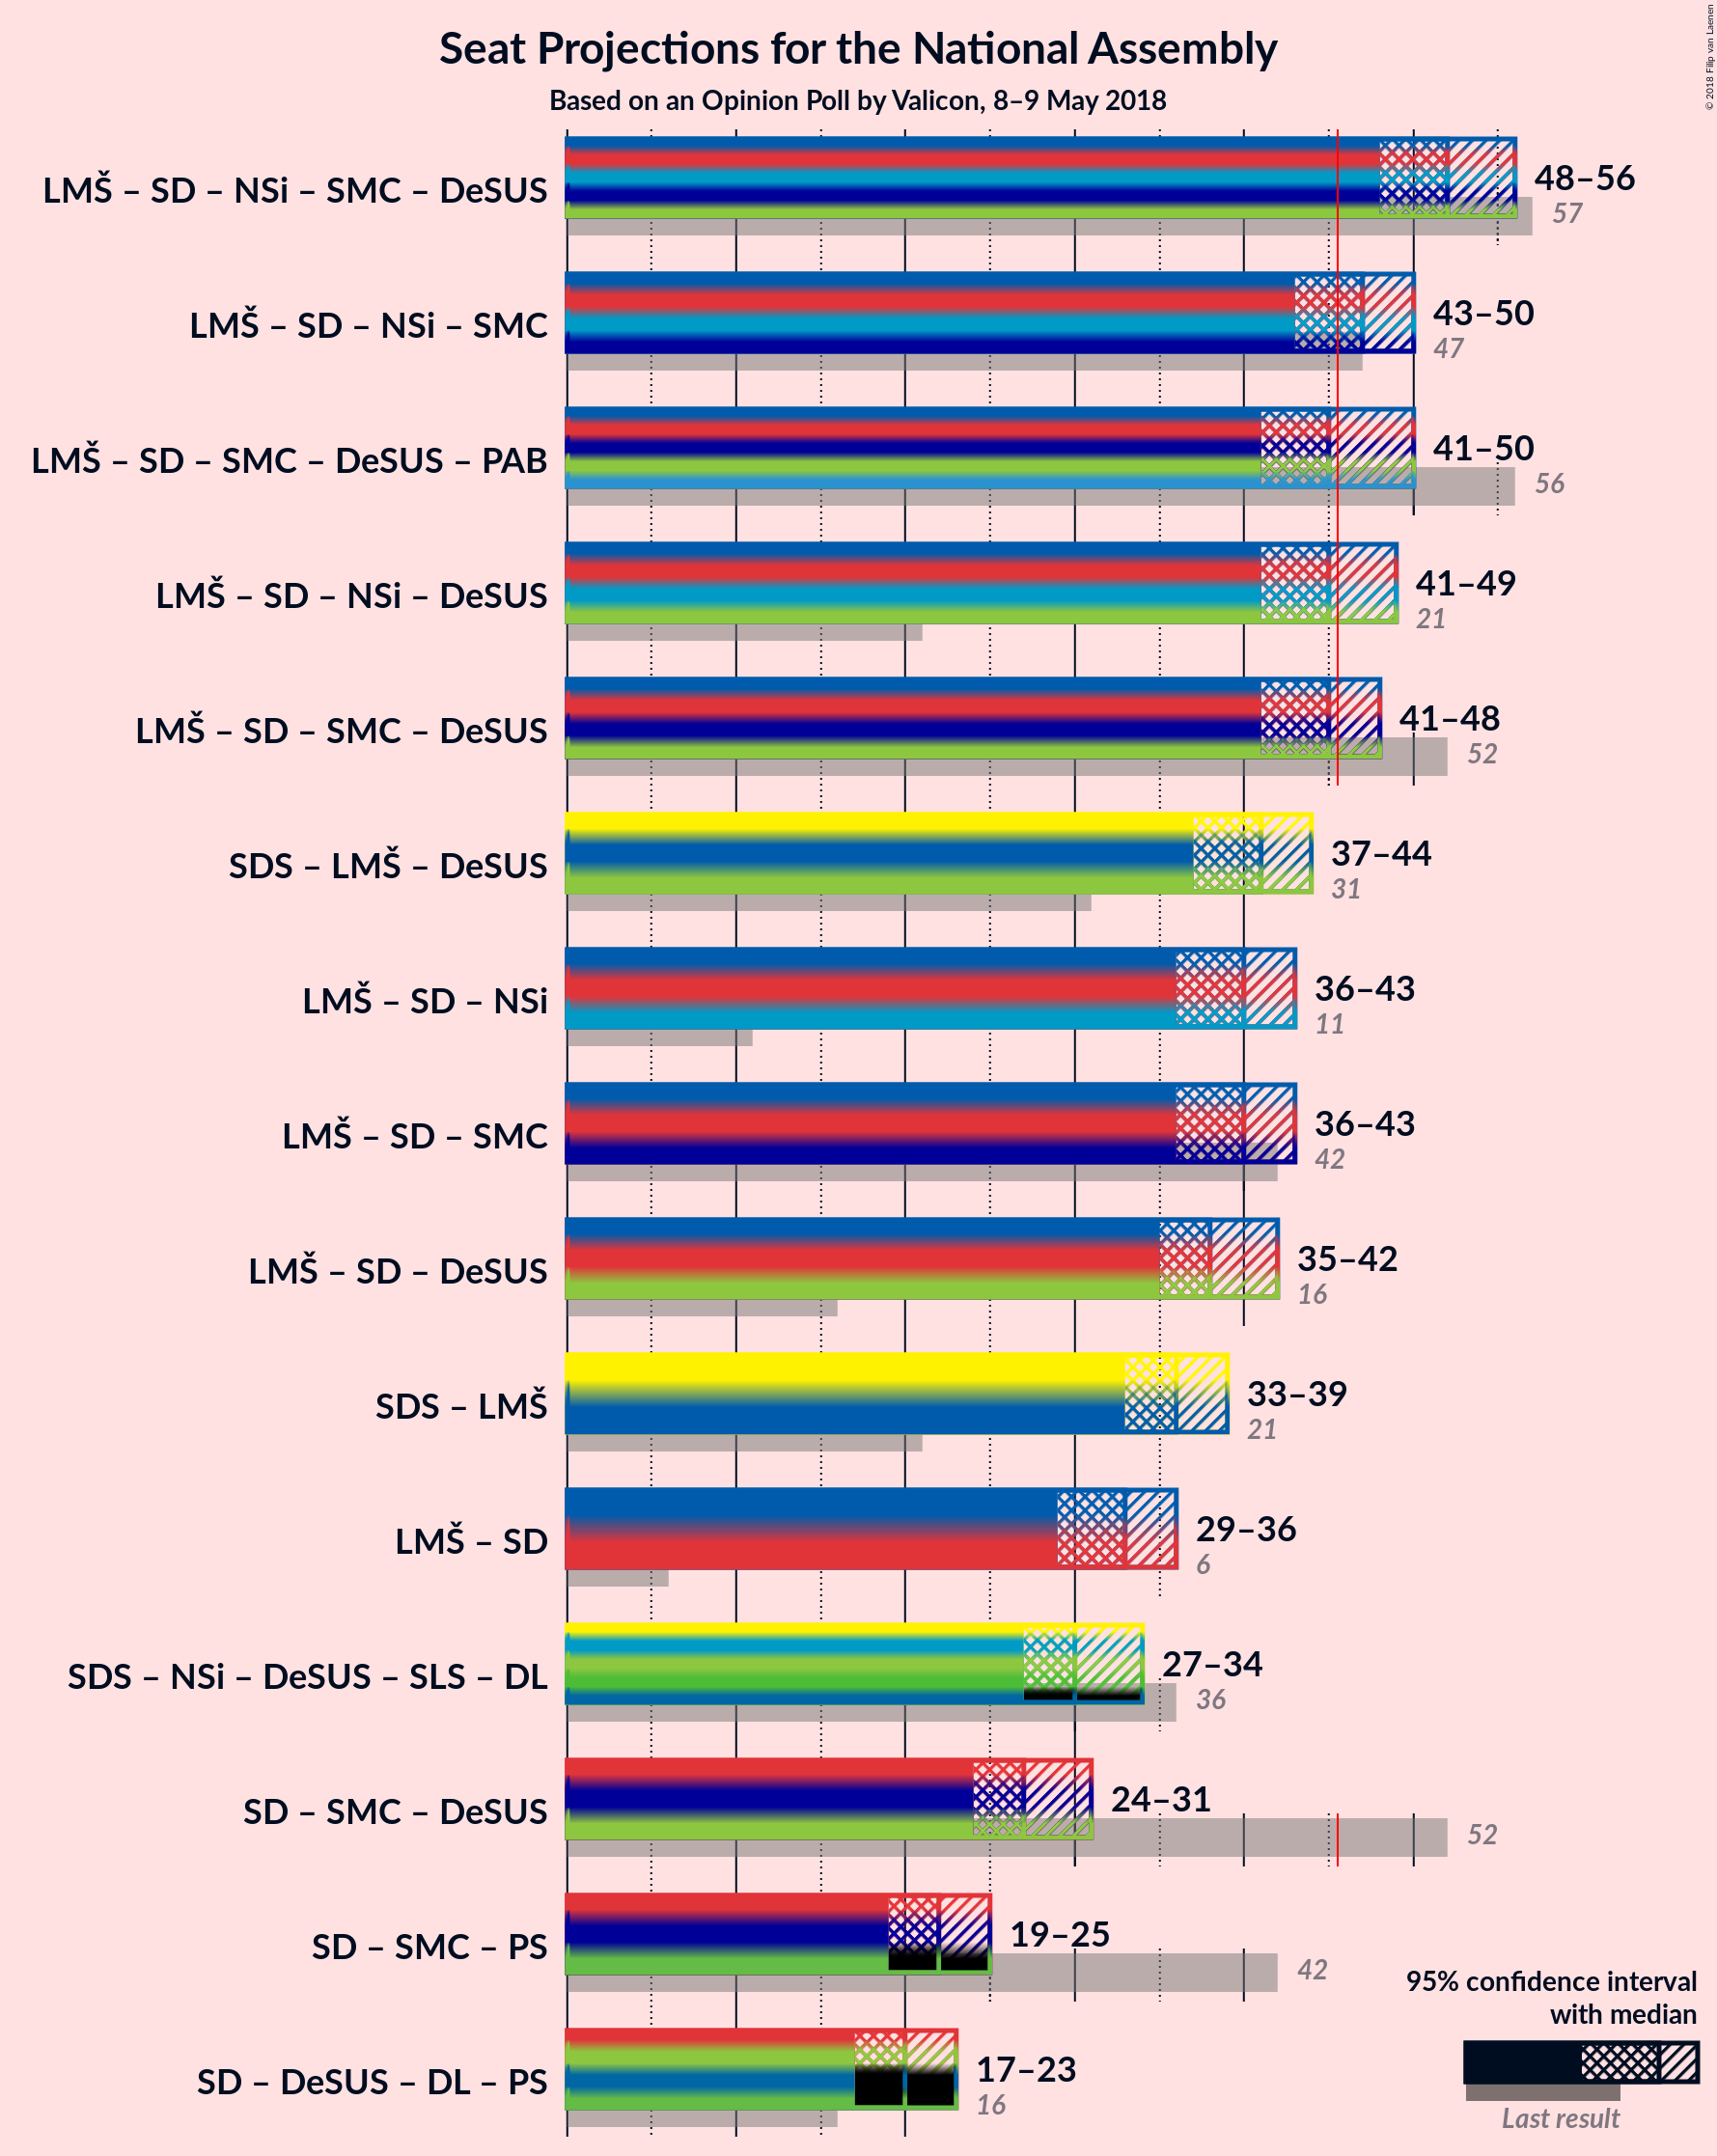 Seat Projections for the National Assembly
Based on an Opinion Poll by Valicon, 8–9 May 2018
© 2018 Filip van Laenen
LMŠ – SD – NSi – SMC – DeSUS
48–56
57
LMŠ – SD – NSi – SMC
43–50
47
LMŠ – SD – SMC – DeSUS – PAB
41–50
56
LMŠ – SD – NSi – DeSUS
41–49
21
LMŠ – SD – SMC – DeSUS
41–48
52
SDS – LMŠ – DeSUS
37–44
31
LMŠ – SD – NSi
36–43
11
LMŠ – SD – SMC
36–43
42
LMŠ – SD – DeSUS
35–42
16
SDS – LMŠ
33–39
21
LMŠ – SD
29–36
6
SDS – NSi – DeSUS – SLS – DL
27–34
36
SD – SMC – DeSUS
24–31
52
SD – SMC – PS
19–25
42
SD – DeSUS – DL – PS
17–23
16
95% confidence interval
with median
Last result